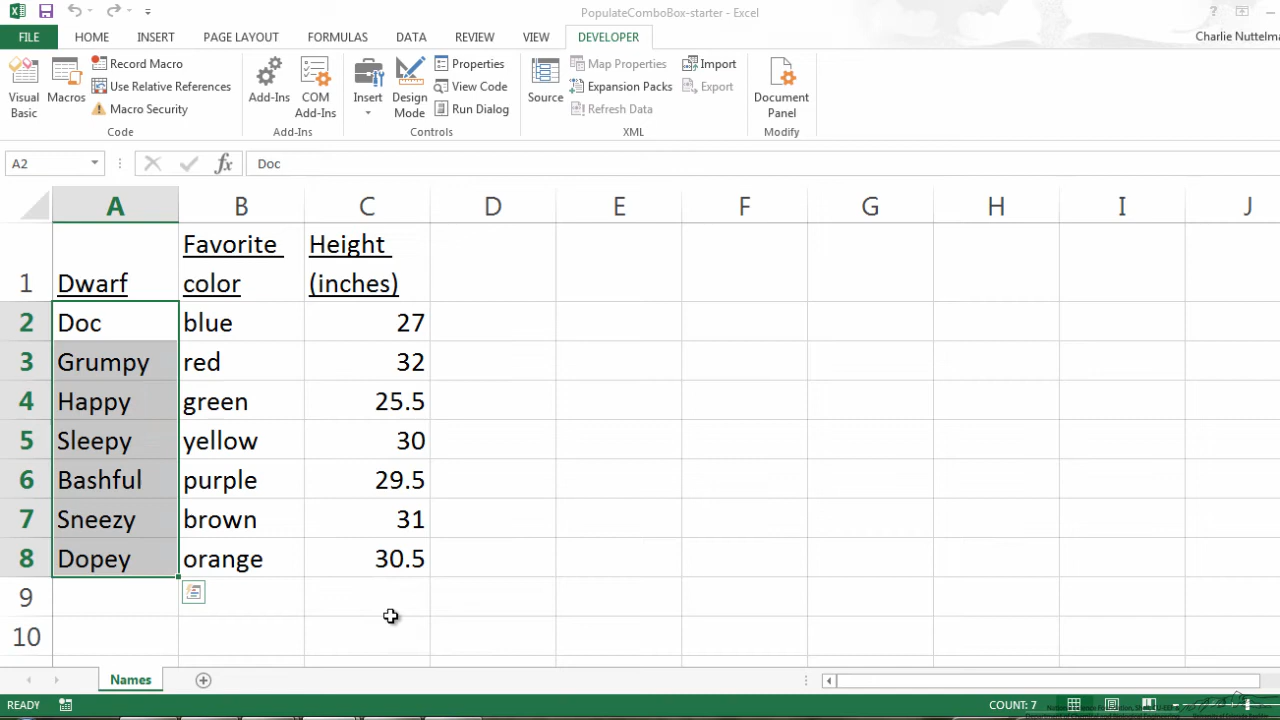 PopulateComboBox-starter - Excel
?
FILE HOME INSERT PAGE LAYOUT FORMULAS DATA REVIEW VIEW DEVELOPER Charlie Nuttelma
Visual Basic
Macros
Record Macro
Use Relative References
Macro Security
Code
Add-Ins
COM Add-Ins
Add-Ins
Insert
Design Mode
Properties
View Code
Run Dialog
Controls
Source
Map Properties
Expansion Packs
Refresh Data
Import
Export
XML
Document Panel
Modify
A2 fx Doc
A B C D E F G H I J
1 Dwarf Favorite color Height (inches)
2 Doc blue 27
3 Grumpy red 32
4 Happy green 25.5
5 Sleepy yellow 30
6 Bashful purple 29.5
7 Sneezy brown 31
8 Dopey orange 30.5
9
10
Names
READY COUNT: 7